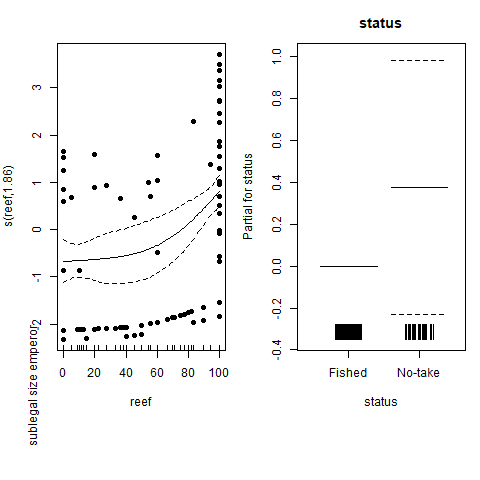 status
s(reef,1.86)
sublegal size emperor
3
2
1
0
-1
-2
0
20
40
60
80
100
reef
Partial for status
1.0
0.8
0.6
0.4
0.2
0.0
-0.2
-0.4
Fished
No-take
status